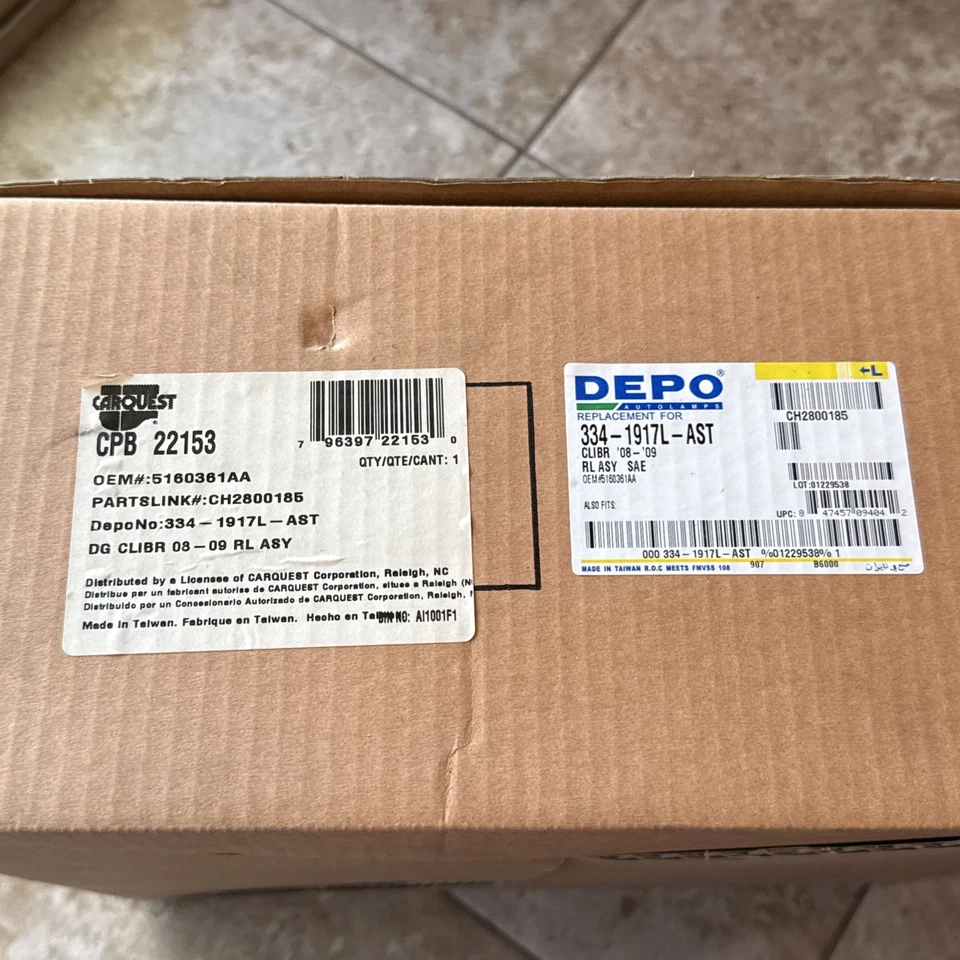 CARQUEST
CPB 22153
7 96397 22153 0
QTY/QTE/CANT: 1
OEM#:5160361AA
PARTSLINK#:CH2800185
DepoNo:334-1917L-AST
DG CLIBR 08-09 RL ASY
Distributed by a Licensee of CARQUEST Corporation, Raleigh, NC
Distribue par un fabricant autorise de CARQUEST Corporation, situee a Raleigh (N
Distribuido por un Concesionario Autorizado de CARQUEST Corporation, Raleigh,
Made in Taiwan. Fabrique en Taiwan. Hecho en
BIN NO: AI1001F1
←L
DEPO®
AUTOLAMPS
REPLACEMENT FOR
334-1917L-AST
CLIBR '08-'09
RL ASY SAE
OEM#5160361AA
ALSO FITS:
CH2800185
LOT:01229538
UPC: 8 47457 09404 2
000 334-1917L-AST %01229538% 1
MADE IN TAIWAN R.O.C MEETS FMVSS 108 907 B6000